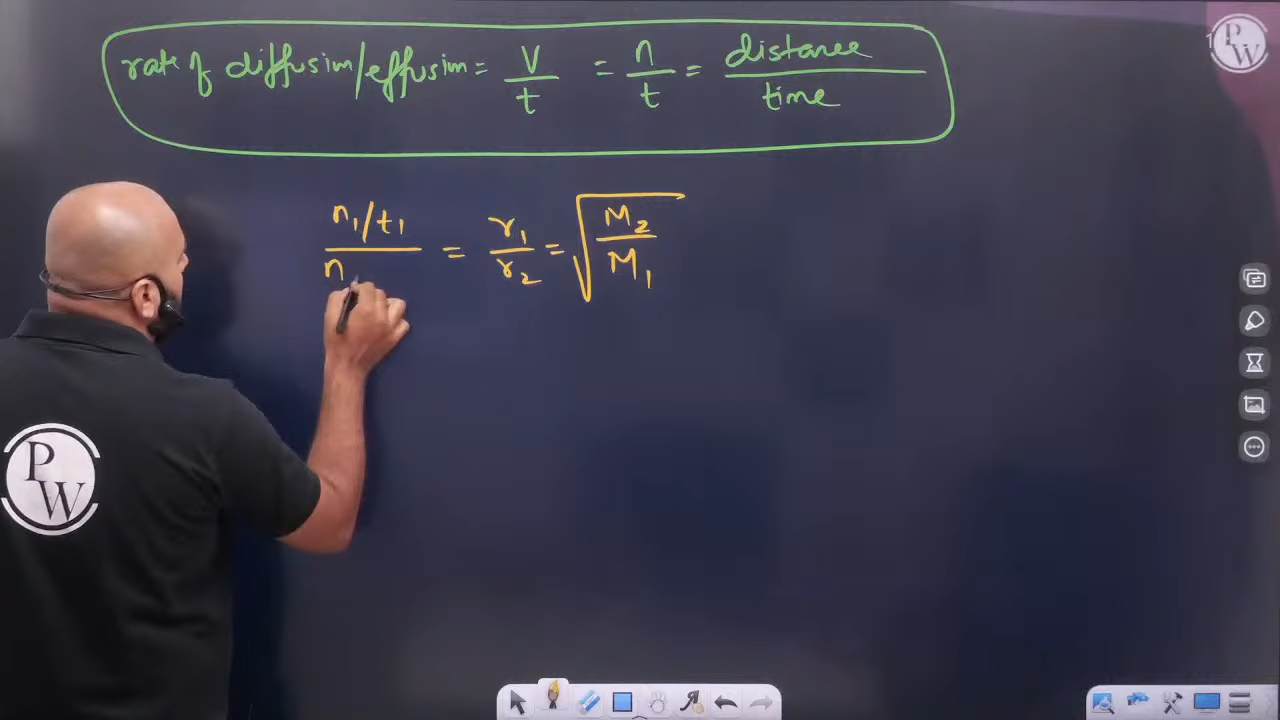 rate of diffusion/effusion = V/t = n/t = distance/time
n₁/t₁ / n = r₁/r₂ = √(M₂/M₁)
PW
PW